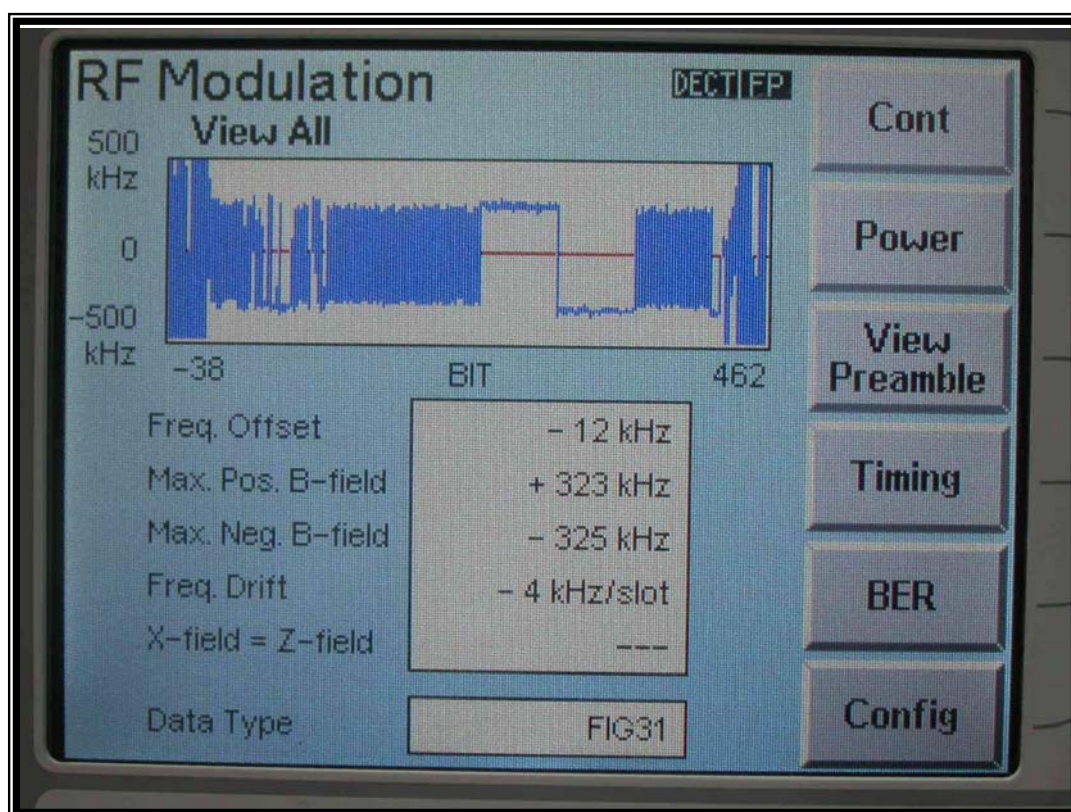 RF Modulation
DECT FP
View All
500
kHz
0
-500
kHz
-38
BIT
462
Freq. Offset
- 12 kHz
Max. Pos. B-field
+ 323 kHz
Max. Neg. B-field
- 325 kHz
Freq. Drift
- 4 kHz/slot
X-field = Z-field
---
Data Type
FIG31
Cont
Power
View
Preamble
Timing
BER
Config